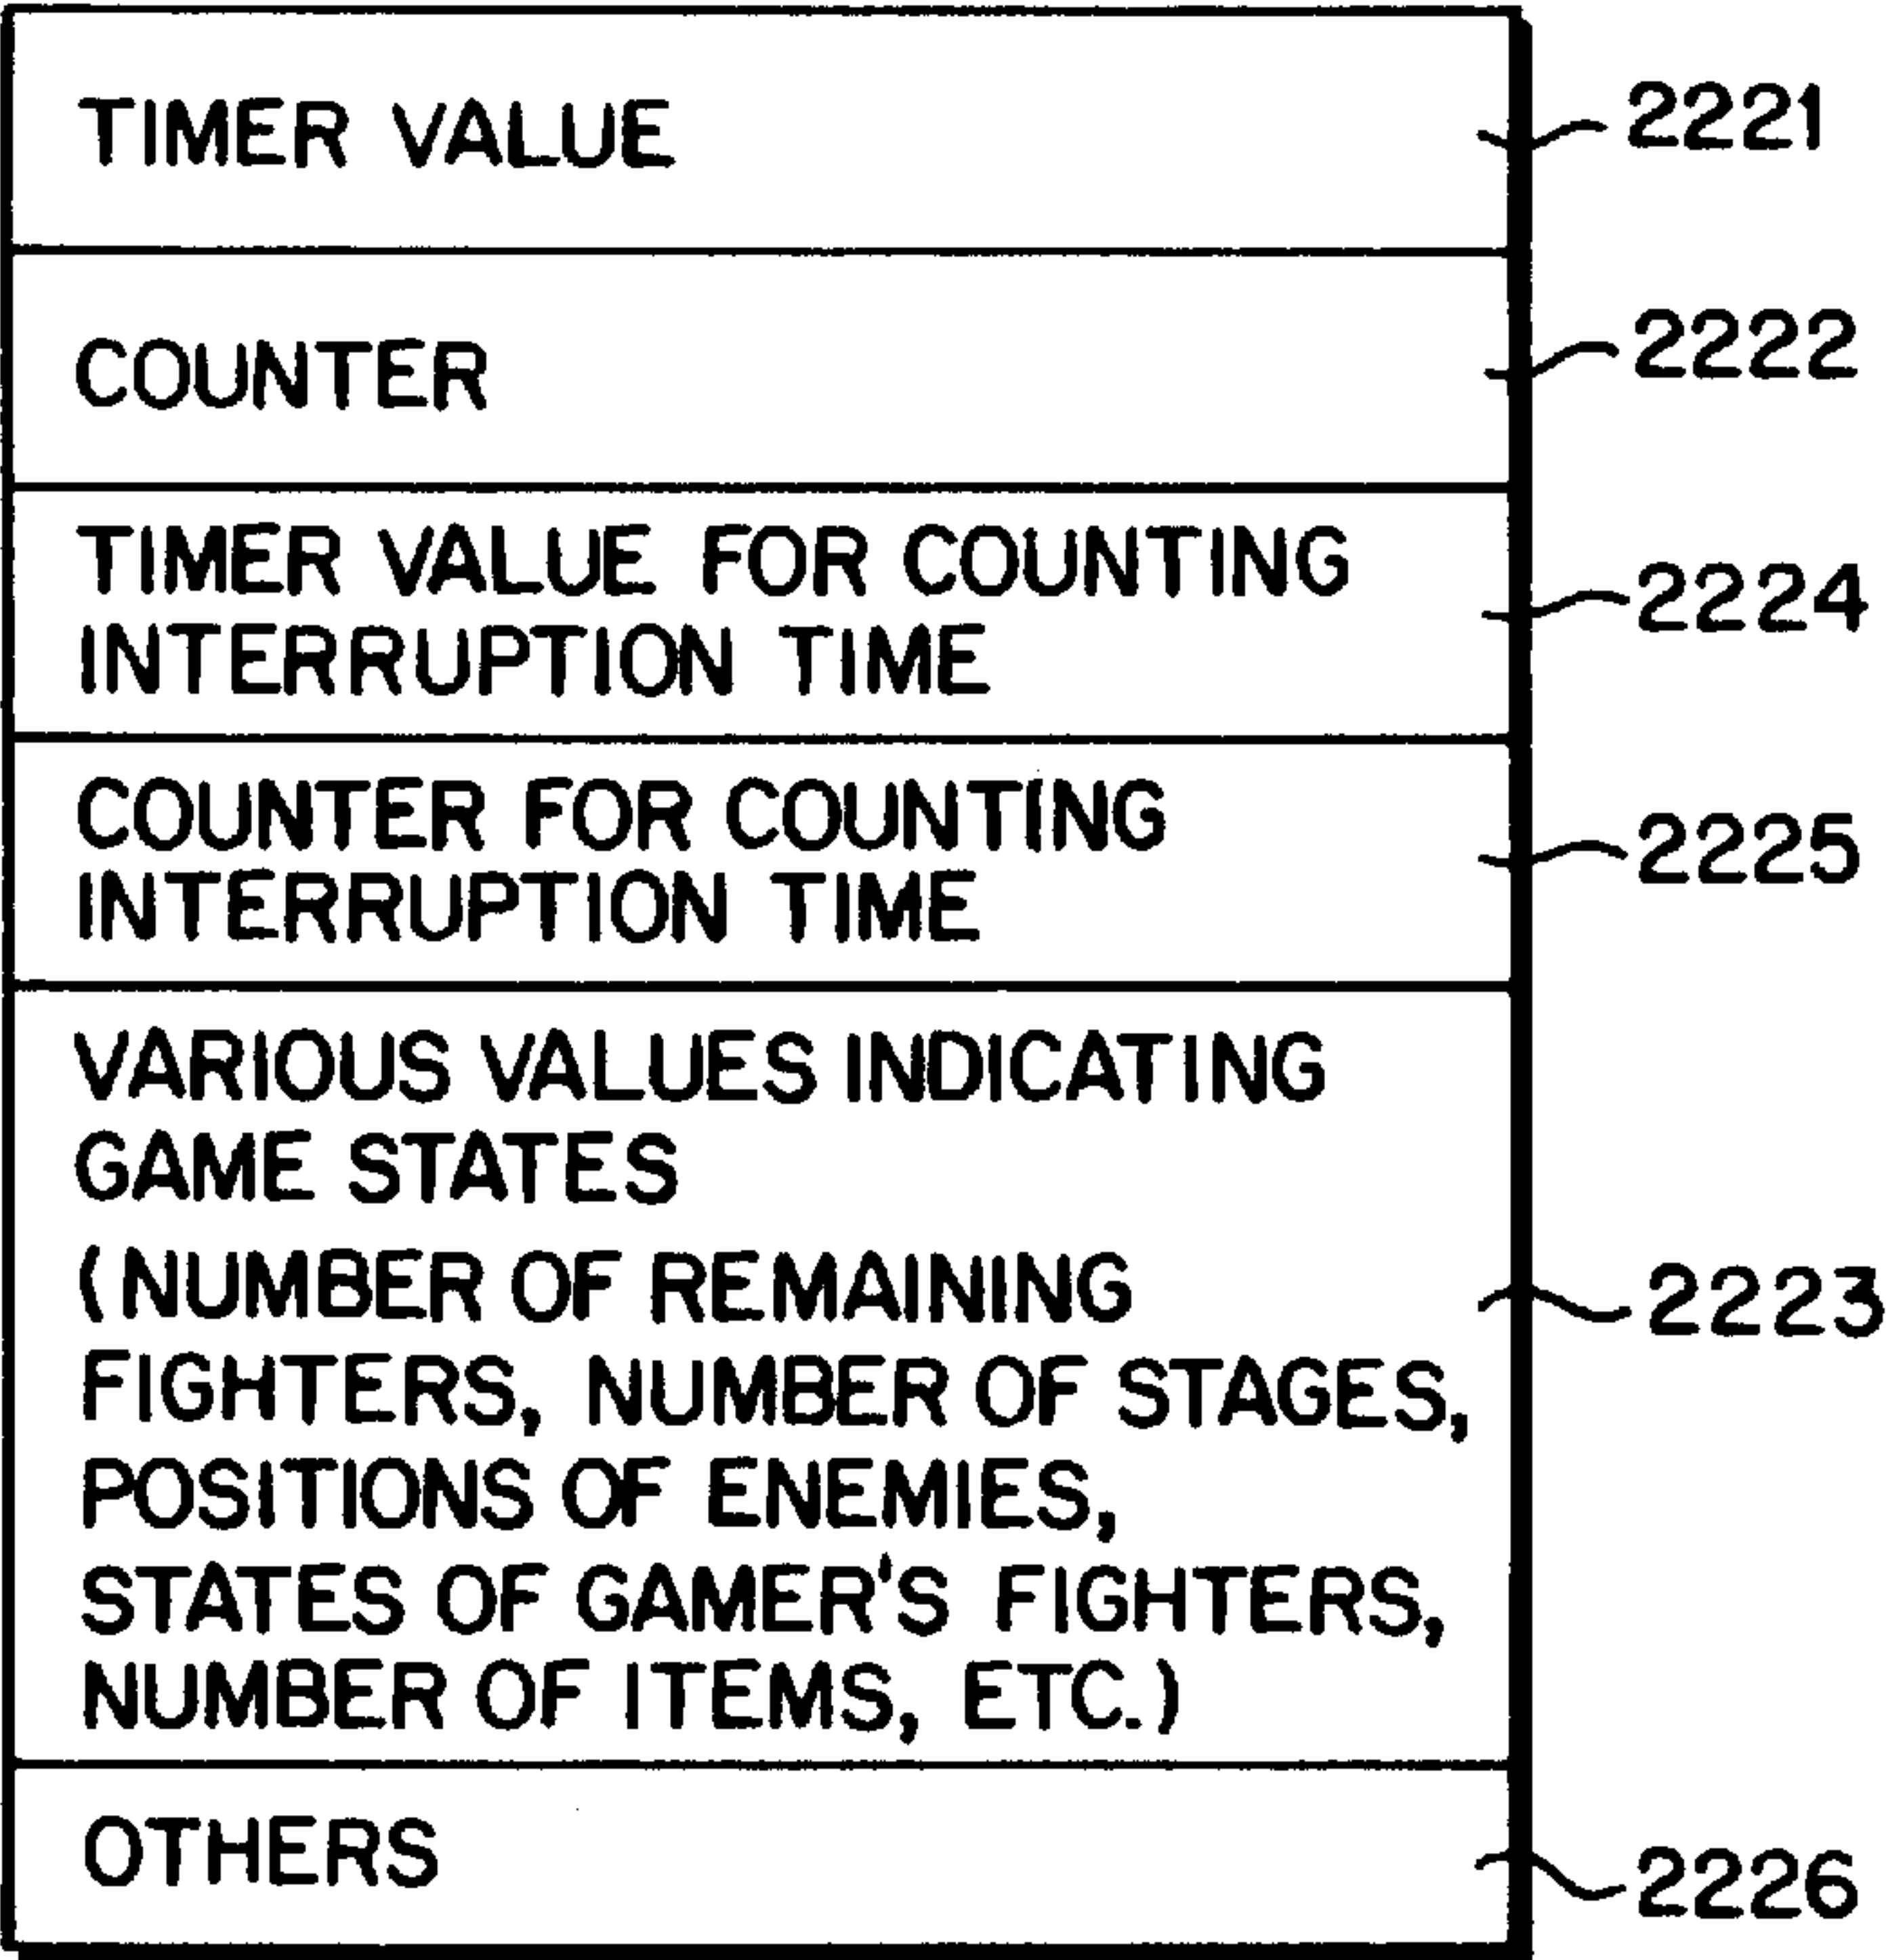 TIMER VALUE
2221
COUNTER
2222
TIMER VALUE FOR COUNTING
INTERRUPTION TIME
2224
COUNTER FOR COUNTING
INTERRUPTION TIME
2225
VARIOUS VALUES INDICATING
GAME STATES
(NUMBER OF REMAINING
FIGHTERS, NUMBER OF STAGES,
POSITIONS OF ENEMIES,
STATES OF GAMER'S FIGHTERS,
NUMBER OF ITEMS, ETC.)
2223
OTHERS
2226